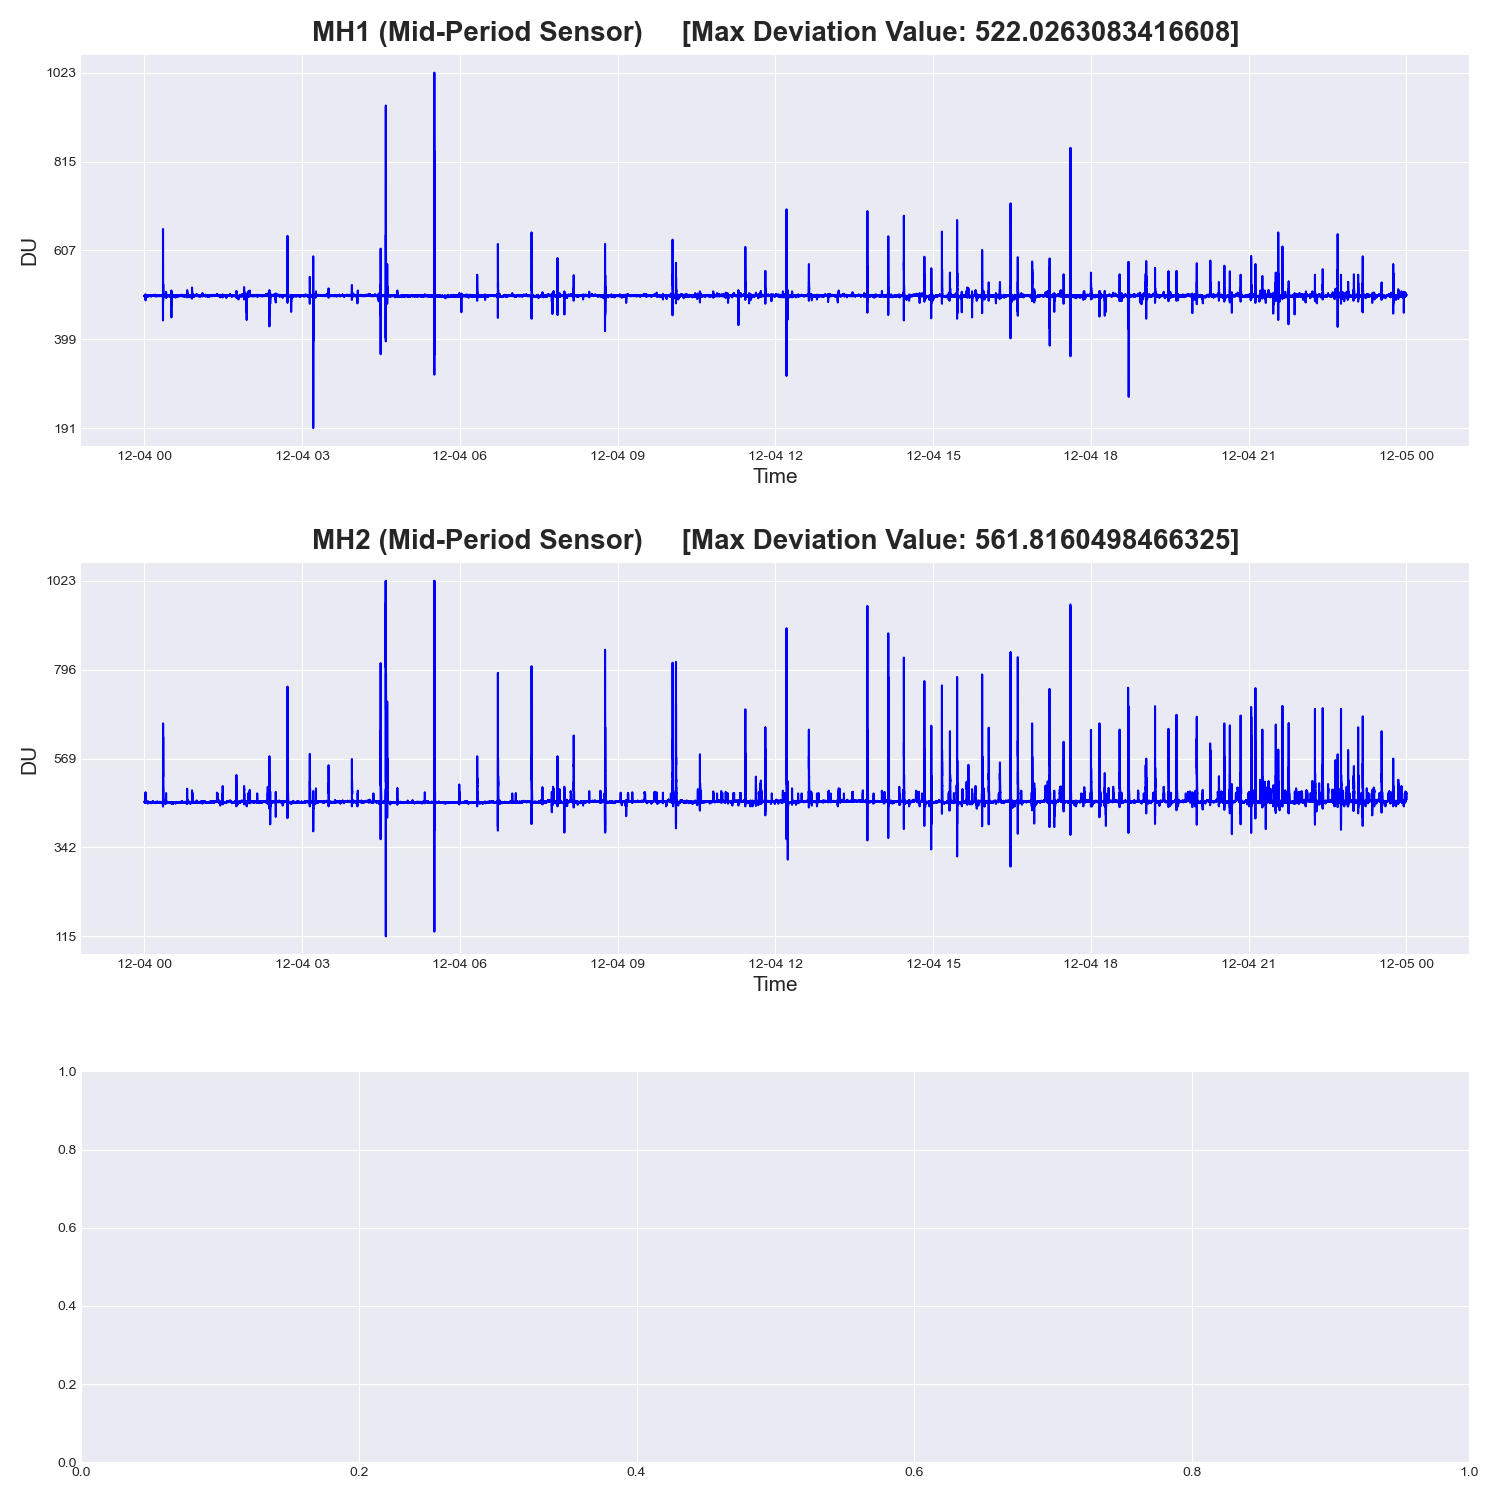 MH1 (Mid-Period Sensor) [Max Deviation Value: 522.0263083416608]
1023
815
607
399
191
DU
12-04 00 12-04 03 12-04 06 12-04 09 12-04 12 12-04 15 12-04 18 12-04 21 12-05 00
Time
MH2 (Mid-Period Sensor) [Max Deviation Value: 561.8160498466325]
1023
796
569
342
115
DU
12-04 00 12-04 03 12-04 06 12-04 09 12-04 12 12-04 15 12-04 18 12-04 21 12-05 00
Time
1.0
0.8
0.6
0.4
0.2
0.0
0.0 0.2 0.4 0.6 0.8 1.0